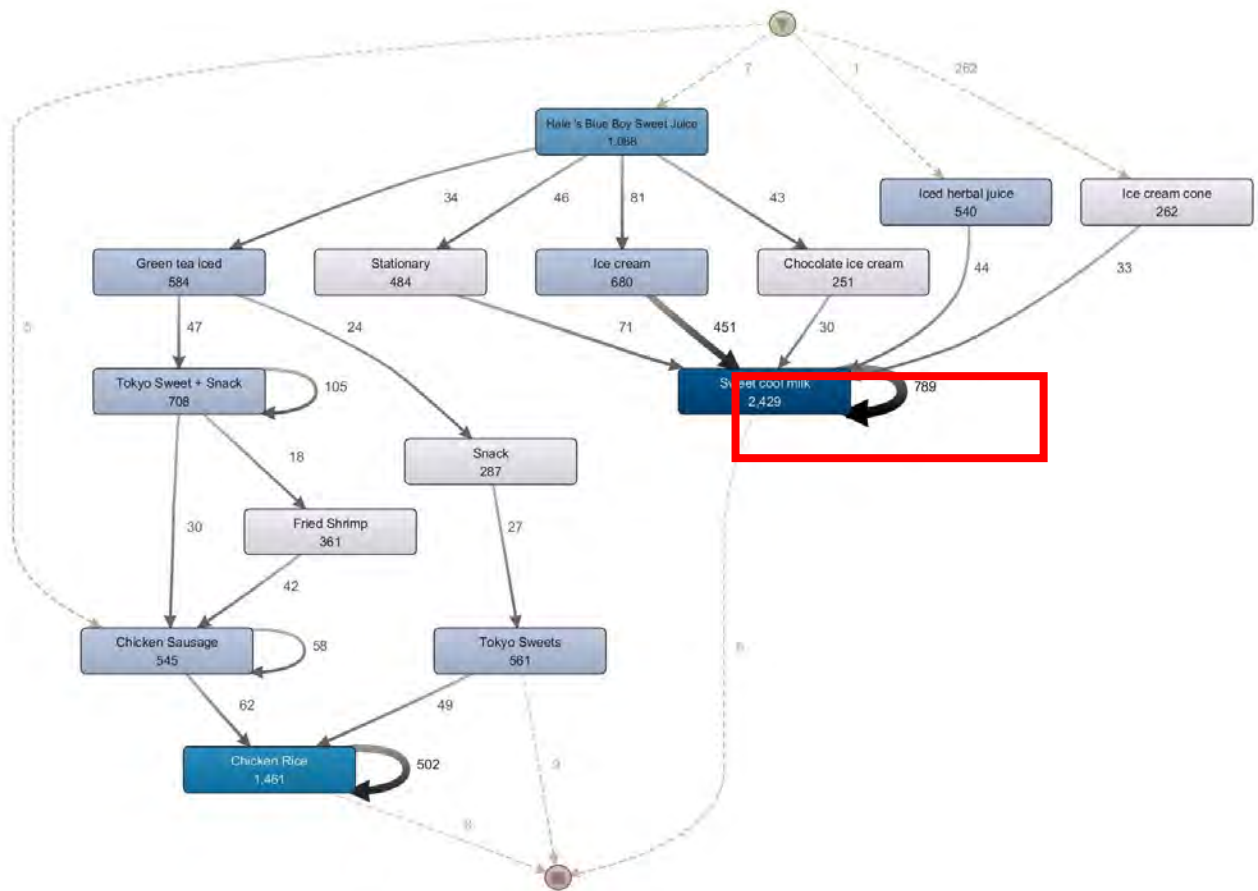 7
1
262
Hale 's Blue Boy Sweet Juice
1,088
Iced herbal juice
540
Ice cream cone
262
34
46
81
43
Green tea iced
584
Stationary
484
Ice cream
680
Chocolate ice cream
251
44
33
47
24
71
451
30
Tokyo Sweet + Snack
708
105
Sweet cool milk
2,429
789
18
Snack
287
30
Fried Shrimp
361
27
42
Chicken Sausage
545
58
Tokyo Sweets
561
62
49
Chicken Rice
1,461
502